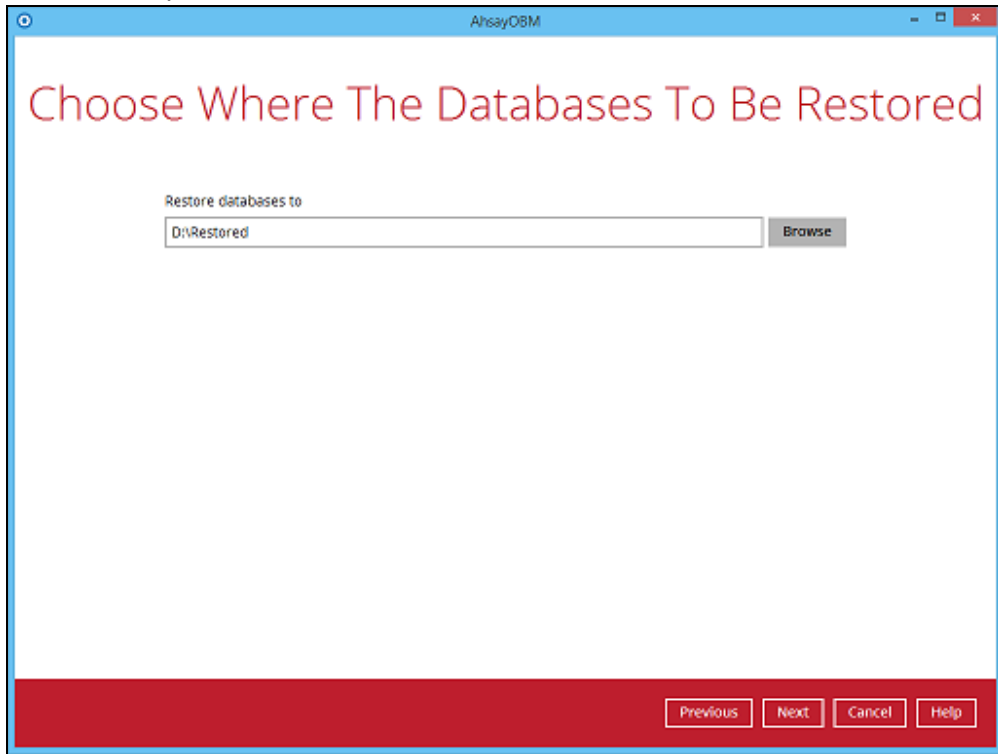 AhsayOBM
Choose Where The Databases To Be Restored
Restore databases to
D:\Restored
Browse
Previous Next Cancel Help